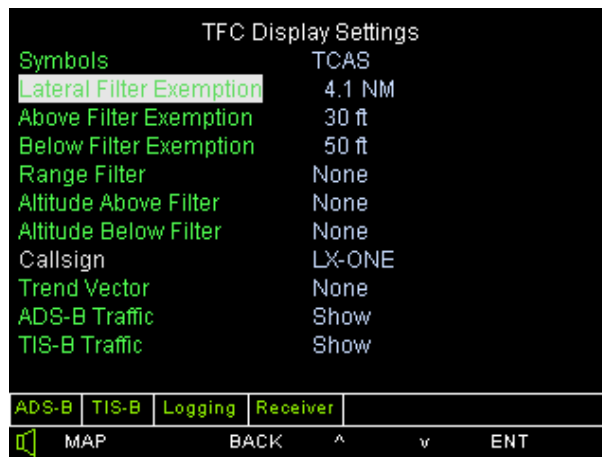 TFC Display Settings
Symbols TCAS
Lateral Filter Exemption 4.1 NM
Above Filter Exemption 30 ft
Below Filter Exemption 50 ft
Range Filter None
Altitude Above Filter None
Altitude Below Filter None
Callsign LX-ONE
Trend Vector None
ADS-B Traffic Show
TIS-B Traffic Show
ADS-B TIS-B Logging Receiver
MAP BACK ^ v ENT